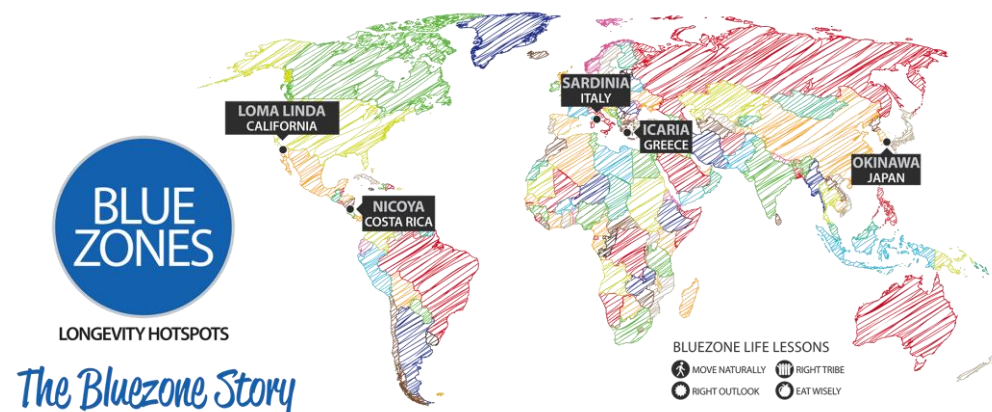 BLUE
ZONES
LONGEVITY HOTSPOTS
The Bluezone Story
LOMA LINDA
CALIFORNIA
NICOYA
COSTA RICA
SARDINIA
ITALY
ICARIA
GREECE
OKINAWA
JAPAN
BLUEZONE LIFE LESSONS
MOVE NATURALLY
RIGHT TRIBE
RIGHT OUTLOOK
EAT WISELY